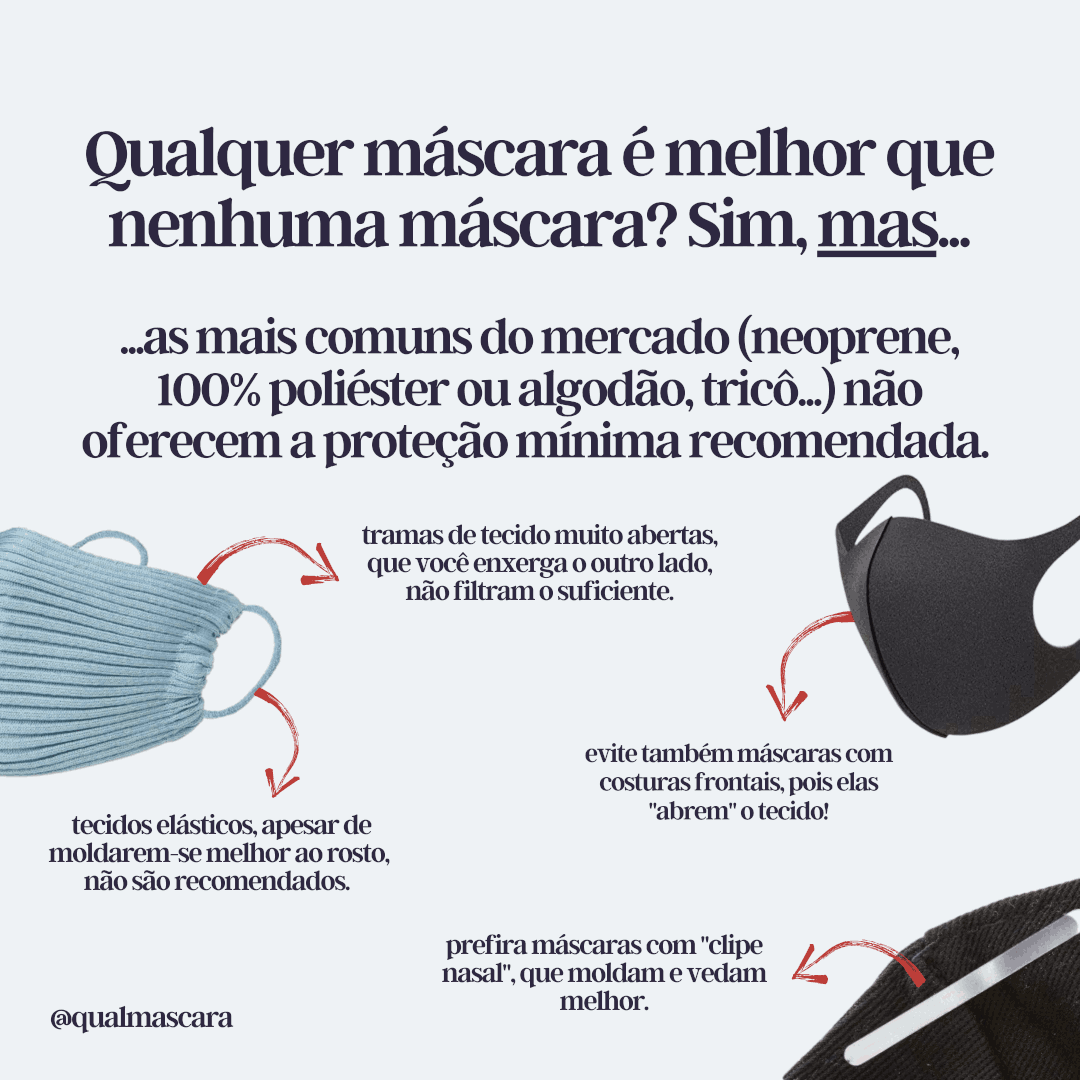 Qualquer máscara é melhor que
nenhuma máscara? Sim, mas...
...as mais comuns do mercado (neoprene,
100% poliéster ou algodão, tricô...) não
oferecem a proteção mínima recomendada.
tramas de tecido muito abertas,
que você enxerga o outro lado,
não filtram o suficiente.
evite também máscaras com
costuras frontais, pois elas
"abrem" o tecido!
tecidos elásticos, apesar de
moldarem-se melhor ao rosto,
não são recomendados.
prefira máscaras com "clipe
nasal", que moldam e vedam
melhor.
@qualmascara